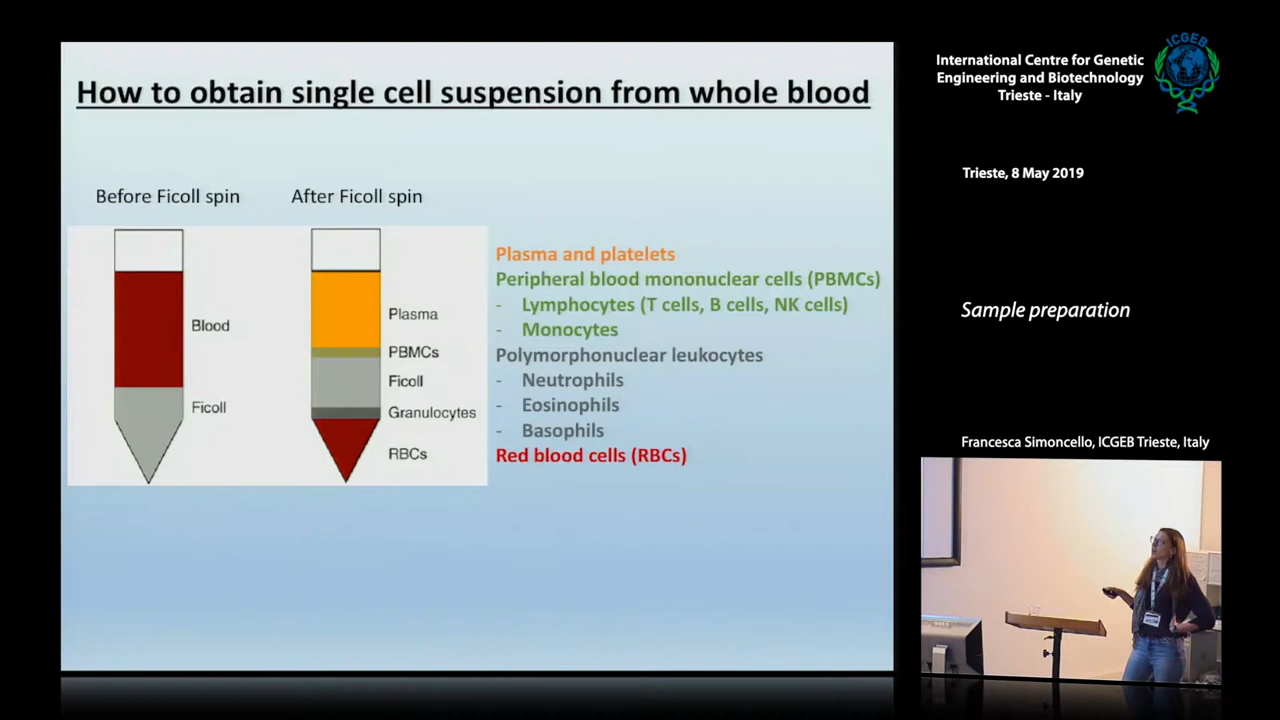 How to obtain single cell suspension from whole blood
Before Ficoll spin
After Ficoll spin
Blood
Ficoll
Plasma
PBMCs
Ficoll
Granulocytes
RBCs
Plasma and platelets
Peripheral blood mononuclear cells (PBMCs)
- Lymphocytes (T cells, B cells, NK cells)
- Monocytes
Polymorphonuclear leukocytes
- Neutrophils
- Eosinophils
- Basophils
Red blood cells (RBCs)
International Centre for Genetic
Engineering and Biotechnology
Trieste - Italy
ICGEB
Trieste, 8 May 2019
Sample preparation
Francesca Simoncello, ICGEB Trieste, Italy